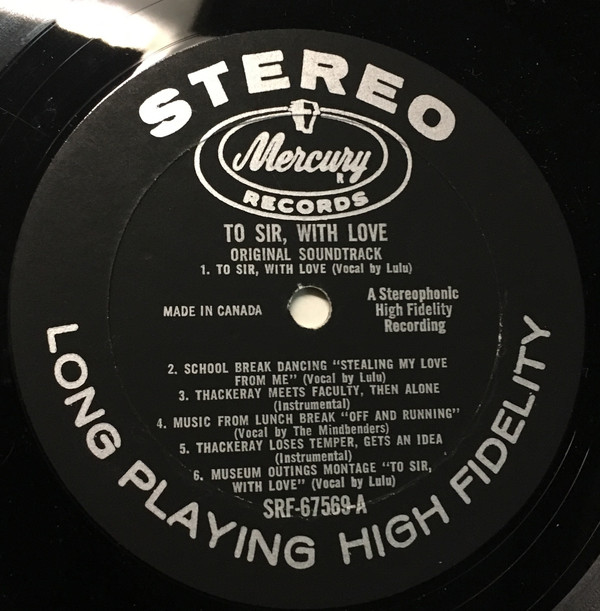 STEREO
Mercury
R
RECORDS
TO SIR, WITH LOVE
ORIGINAL SOUNDTRACK
1. TO SIR, WITH LOVE (Vocal by Lulu)
MADE IN CANADA
A Stereophonic
High Fidelity
Recording
2. SCHOOL BREAK DANCING "STEALING MY LOVE
FROM ME" (Vocal by Lulu)
3. THACKERAY MEETS FACULTY, THEN ALONE
(Instrumental)
4. MUSIC FROM LUNCH BREAK "OFF AND RUNNING"
(Vocal by The Mindbenders)
5. THACKERAY LOSES TEMPER, GETS AN IDEA
(Instrumental)
6. MUSEUM OUTINGS MONTAGE "TO SIR,
WITH LOVE" (Vocal by Lulu)
SRF-67569-A
LONG PLAYING HIGH FIDELITY